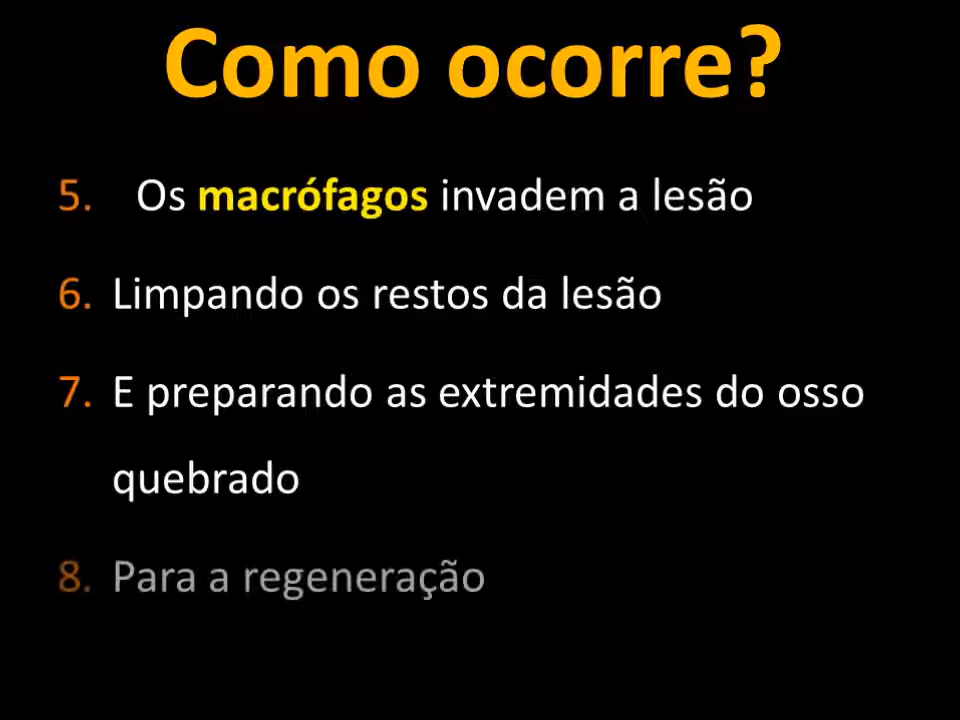 Como ocorre?
5. Os macrófagos invadem a lesão
6. Limpando os restos da lesão
7. E preparando as extremidades do osso
quebrado
8. Para a regeneração